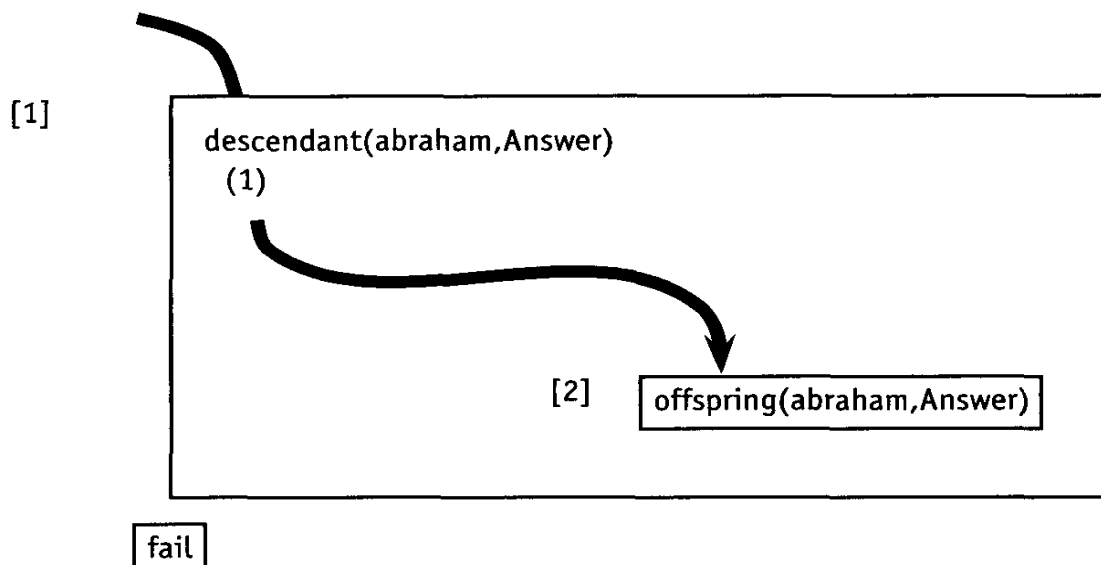 [1]
descendant(abraham,Answer)
(1)
[2] offspring(abraham,Answer)
fail